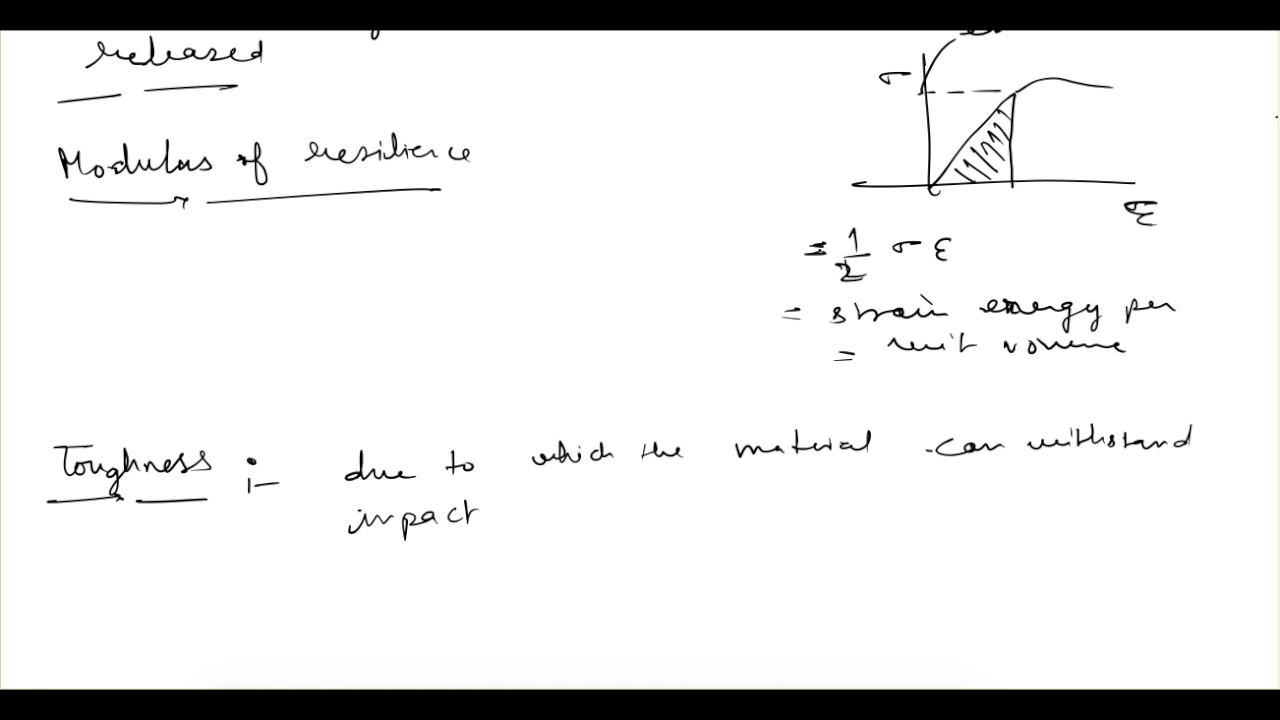 released
σ
Modulus of resilience
ε
= 1/2 σ ε
= strain energy per
= unit volume
Toughness :- due to which the material can withstand
impact